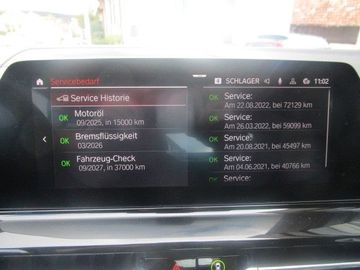 Servicebedarf
SCHLAGER
11:02
Service Historie
OK Motoröl
09/2025, in 15000 km
OK Bremsflüssigkeit
03/2026
OK Fahrzeug-Check
09/2027, in 37000 km
OK Service:
Am 22.08.2022, bei 72129 km
OK Service:
Am 26.03.2022, bei 59099 km
OK Service:
Am 20.08.2021, bei 45497 km
OK Service:
Am 04.06.2021, bei 40766 km
Service: